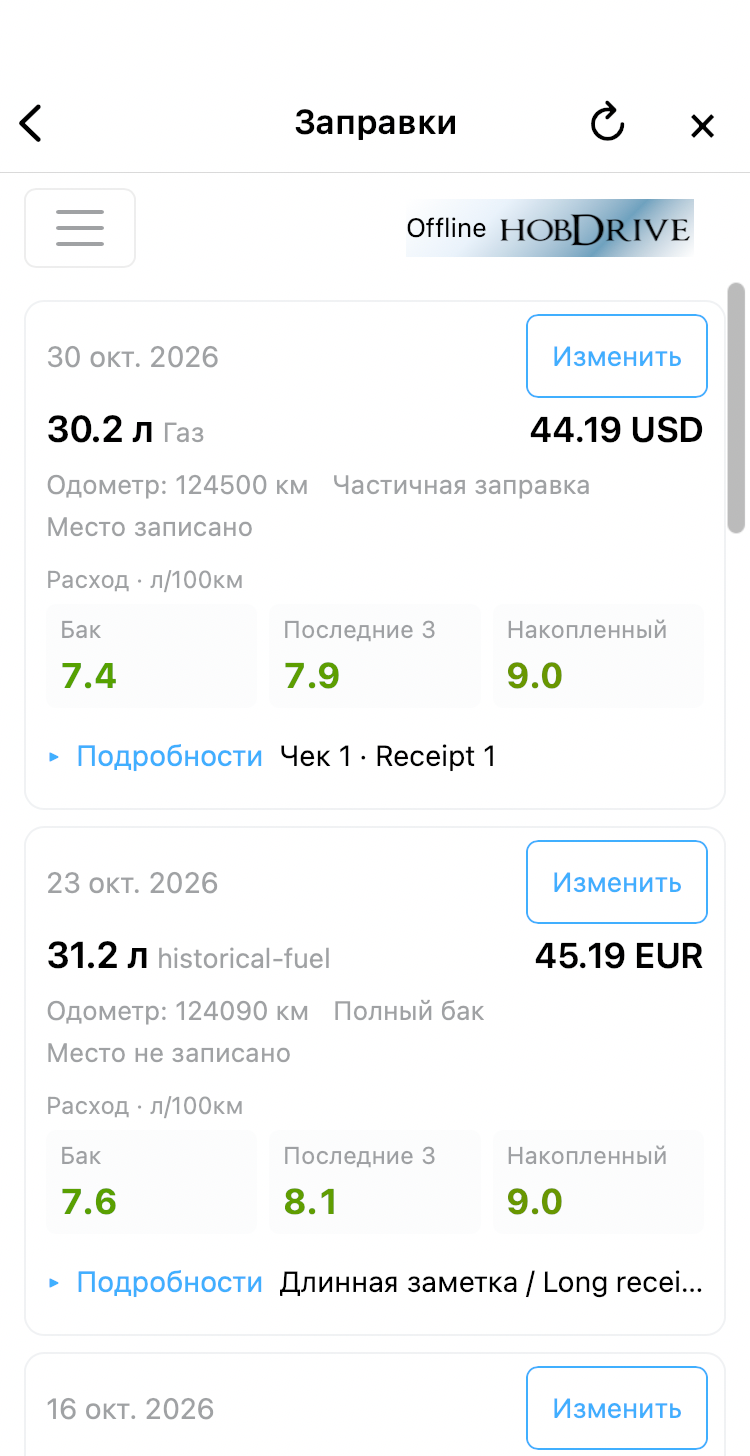 Заправки
Offline HOBDRIVE
30 окт. 2026
Изменить
30.2 л Газ
44.19 USD
Одометр: 124500 км Частичная заправка
Место записано
Расход · л/100км
Бак Последние 3 Накопленный
7.4 7.9 9.0
Подробности Чек 1 · Receipt 1
23 окт. 2026
Изменить
31.2 л historical-fuel
45.19 EUR
Одометр: 124090 км Полный бак
Место не записано
Расход · л/100км
Бак Последние 3 Накопленный
7.6 8.1 9.0
Подробности Длинная заметка / Long recei...
16 окт. 2026
Изменить